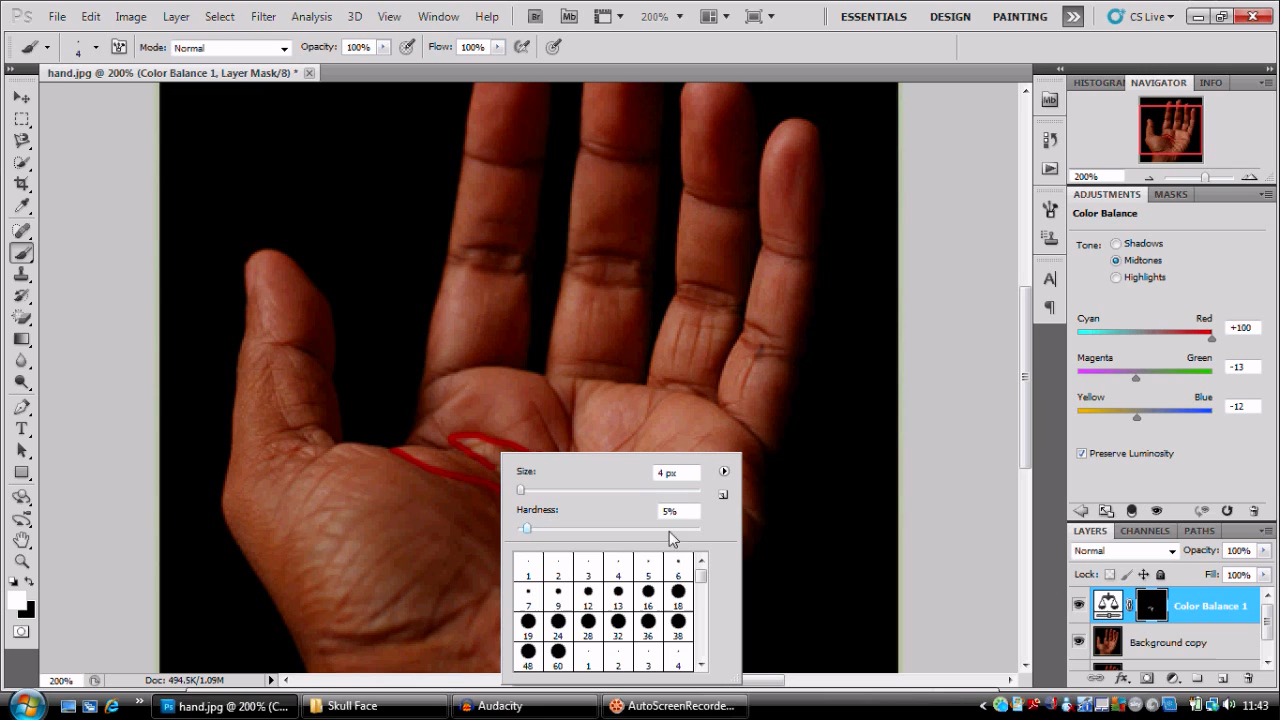 Ps File Edit Image Layer Select Filter Analysis 3D View Window Help Br Mb 200% ESSENTIALS DESIGN PAINTING CS Live
4 Mode: Normal Opacity: 100% Flow: 100%
hand.jpg @ 200% (Color Balance 1, Layer Mask/8) *
HISTOGRA NAVIGATOR INFO
Mb
200%
ADJUSTMENTS MASKS
Color Balance
Tone: Shadows
Midtones
Highlights
Cyan Red +100
Magenta Green -13
Yellow Blue -12
Preserve Luminosity
Size: 4 px
Hardness: 5%
1 2 3 4 5 6
7 9 12 13 16 18
19 24 28 32 36 38
48 60 1 2 3 4
LAYERS CHANNELS PATHS
Normal Opacity: 100%
Lock: Fill: 100%
Color Balance 1
Background copy
200% Doc: 494.5K/1.09M
hand.jpg @ 200% (C... Skull Face Audacity AutoScreenRecorde... 11:43